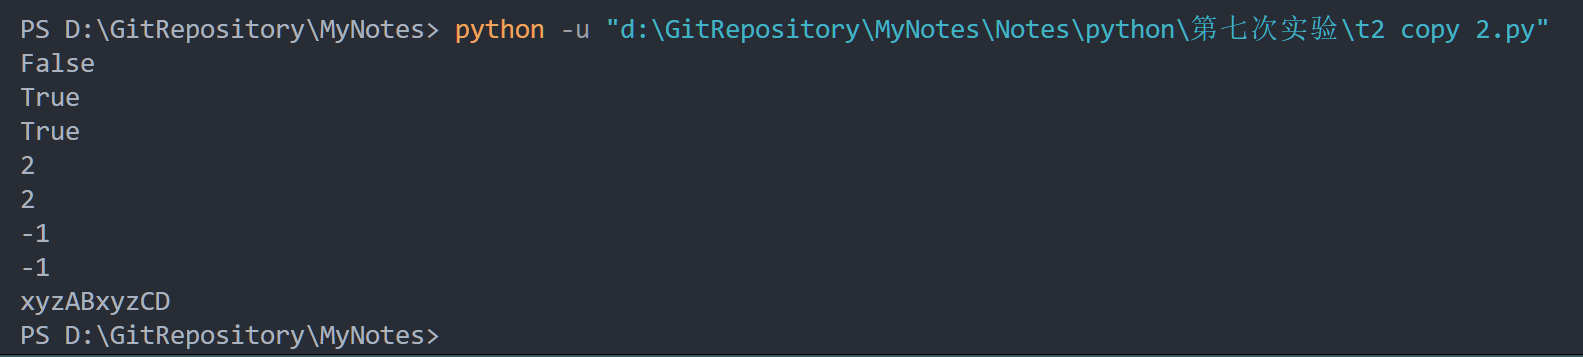 PS D:\GitRepository\MyNotes> python -u "d:\GitRepository\MyNotes\Notes\python\第七次实验\t2 copy 2.py"
False
True
True
2
2
-1
-1
xyzABxyzCD
PS D:\GitRepository\MyNotes>